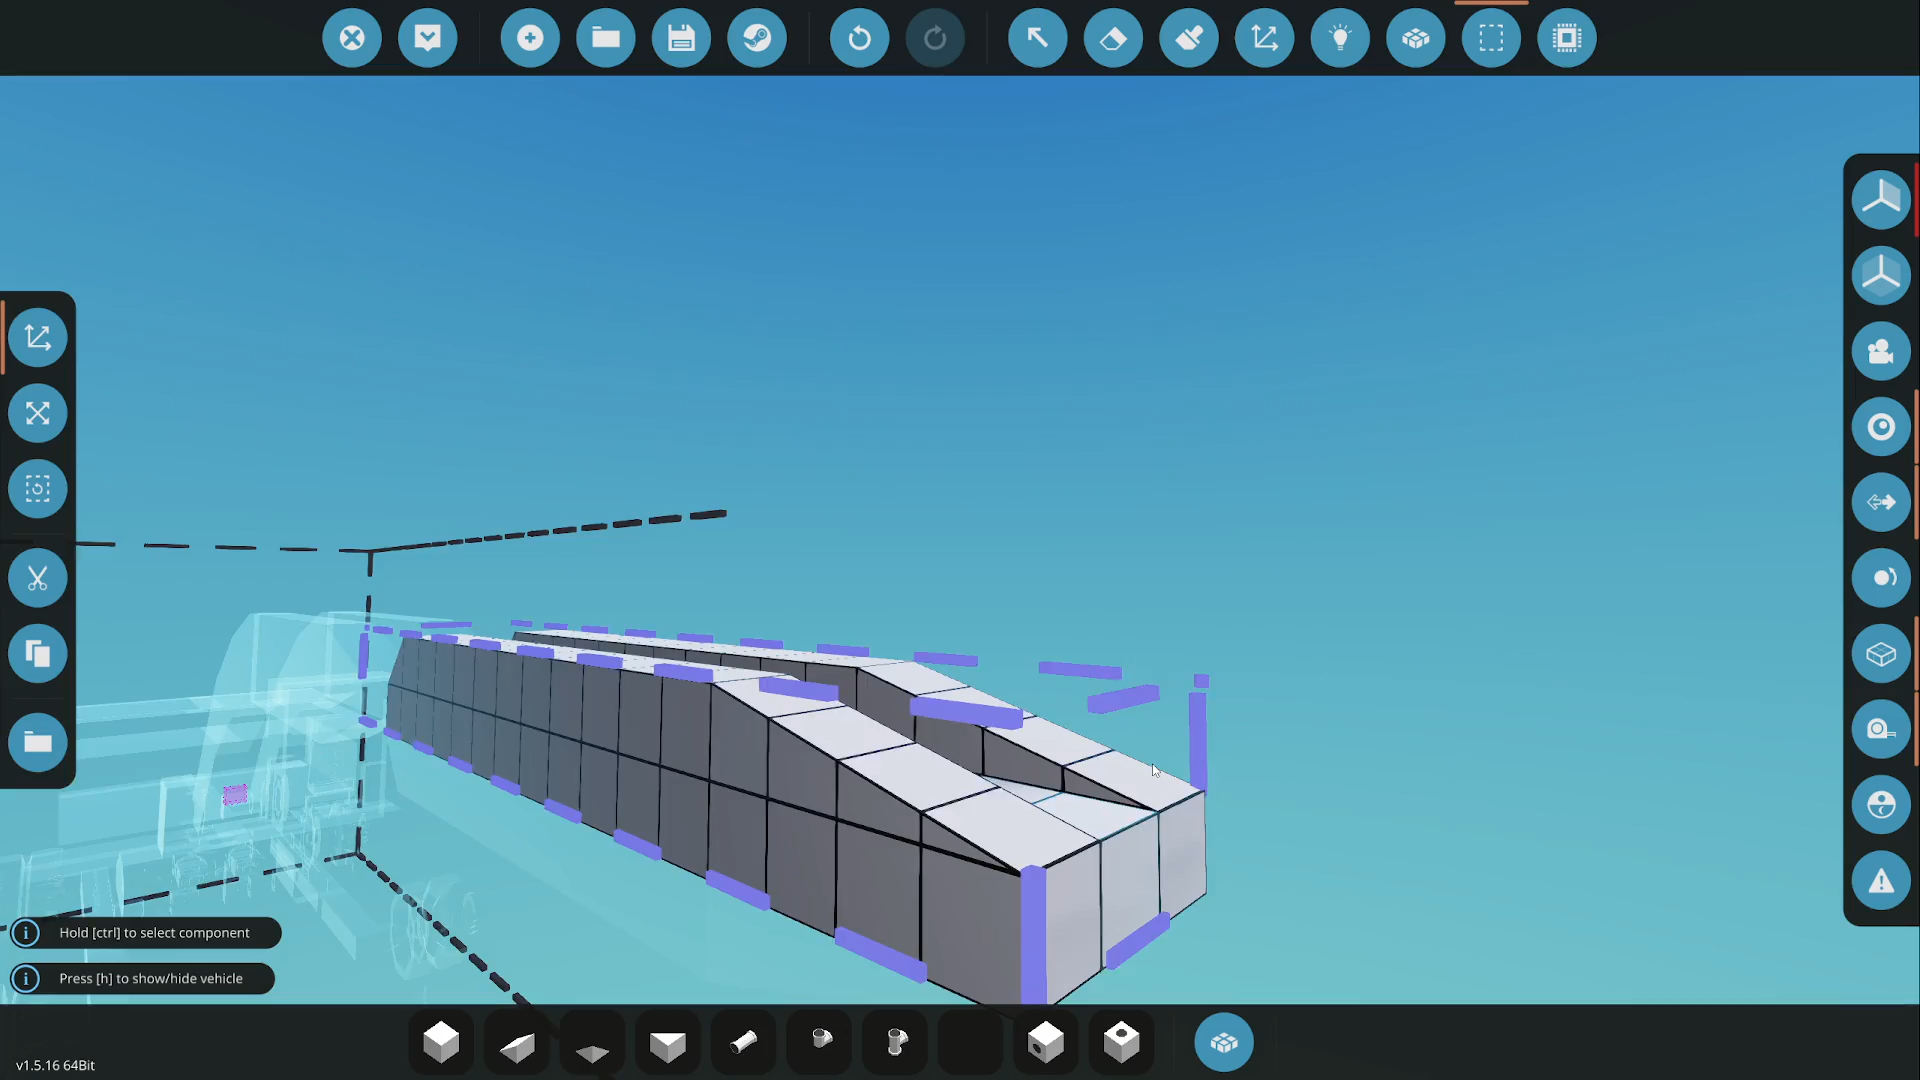 Hold [ctrl] to select component
Press [h] to show/hide vehicle
v1.5.16 64Bit